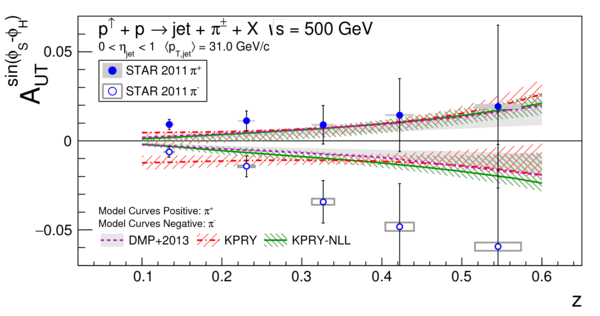 p↑ + p → jet + π± + X √s = 500 GeV
0 < ηjet < 1 ⟨pT,jet⟩ = 31.0 GeV/c
STAR 2011 π+
STAR 2011 π-
AUT sin(ϕS-ϕH)
0.05
0
−0.05
Model Curves Positive: π+
Model Curves Negative: π-
DMP+2013 KPRY KPRY-NLL
0.1 0.2 0.3 0.4 0.5 0.6
z